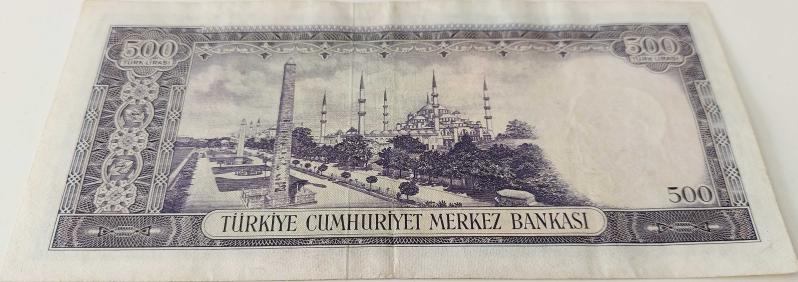 500
TÜRK LİRASI
500
TÜRK LİRASI
500
TÜRKİYE CUMHURİYET MERKEZ BANKASI